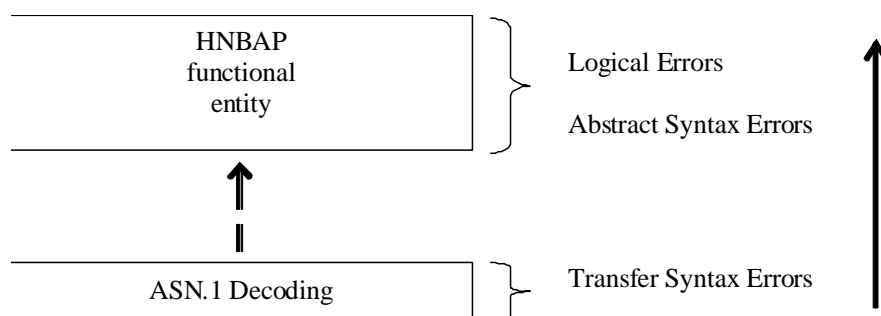 HNBAP
functional
entity
Logical Errors
Abstract Syntax Errors
ASN.1 Decoding
Transfer Syntax Errors